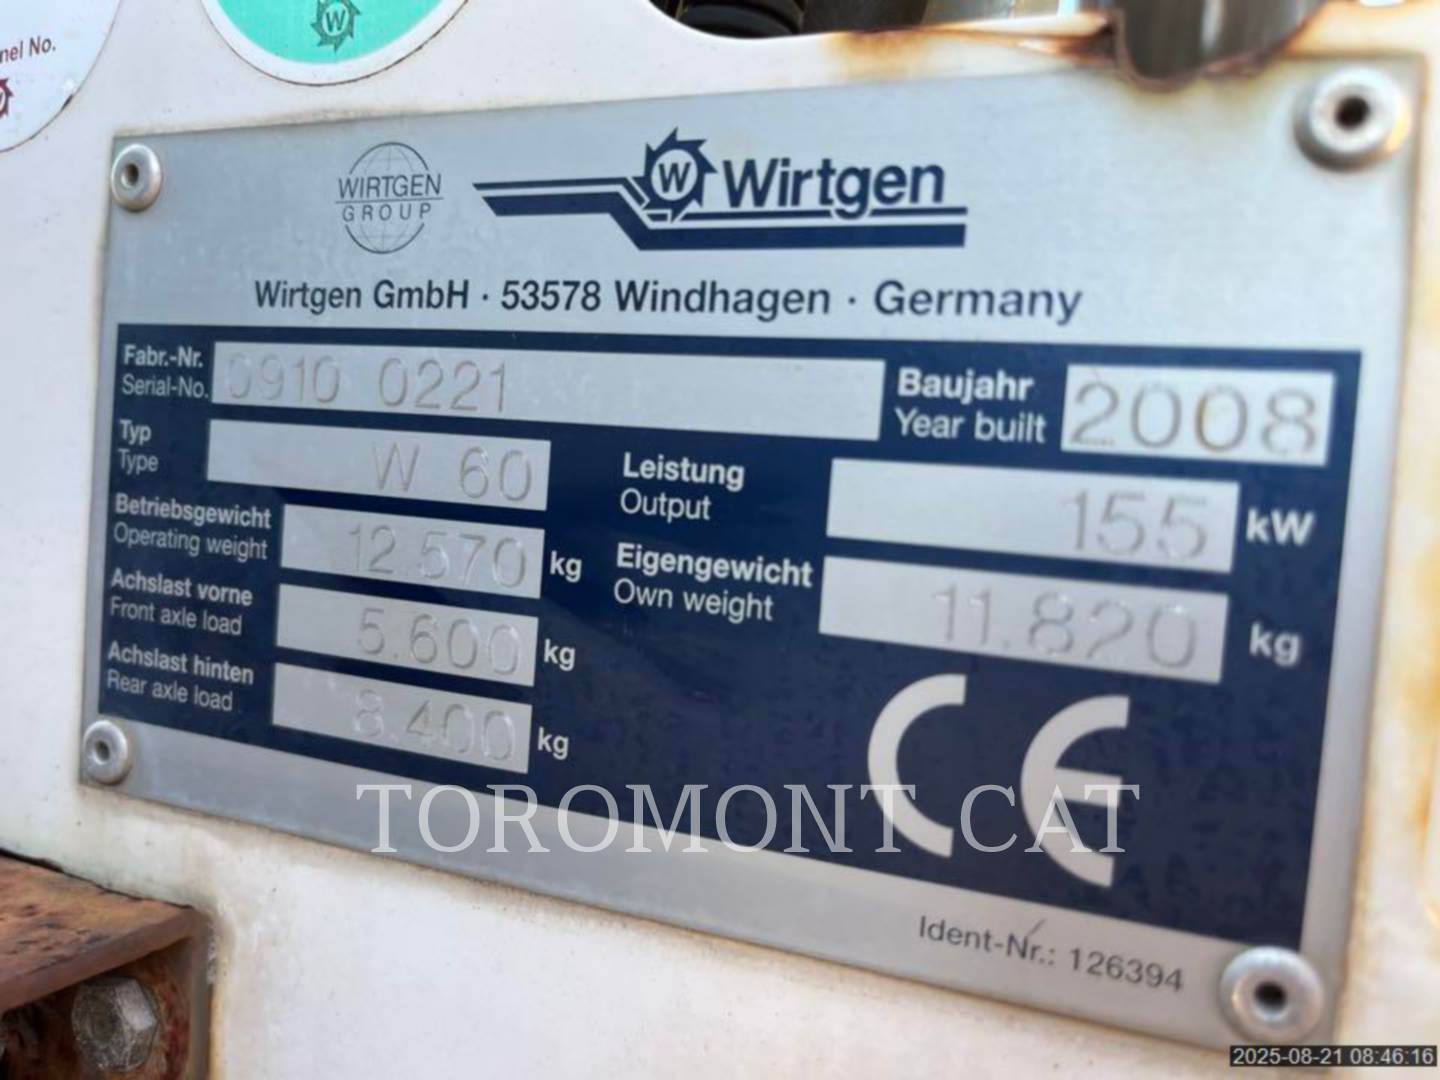 nel No.
W
WIRTGEN
GROUP
W Wirtgen
Wirtgen GmbH · 53578 Windhagen · Germany
Fabr.-Nr.
Serial-No.
0910 0221
Baujahr
Year built
2008
Typ
Type
W 60
Leistung
Output
155 kW
Betriebsgewicht
Operating weight
12.570 kg
Eigengewicht
Own weight
11.820 kg
Achslast vorne
Front axle load
5.600 kg
Achslast hinten
Rear axle load
8.400 kg
CE
TOROMONT CAT
Ident-Nr.: 126394
2025-08-21 08:46:16